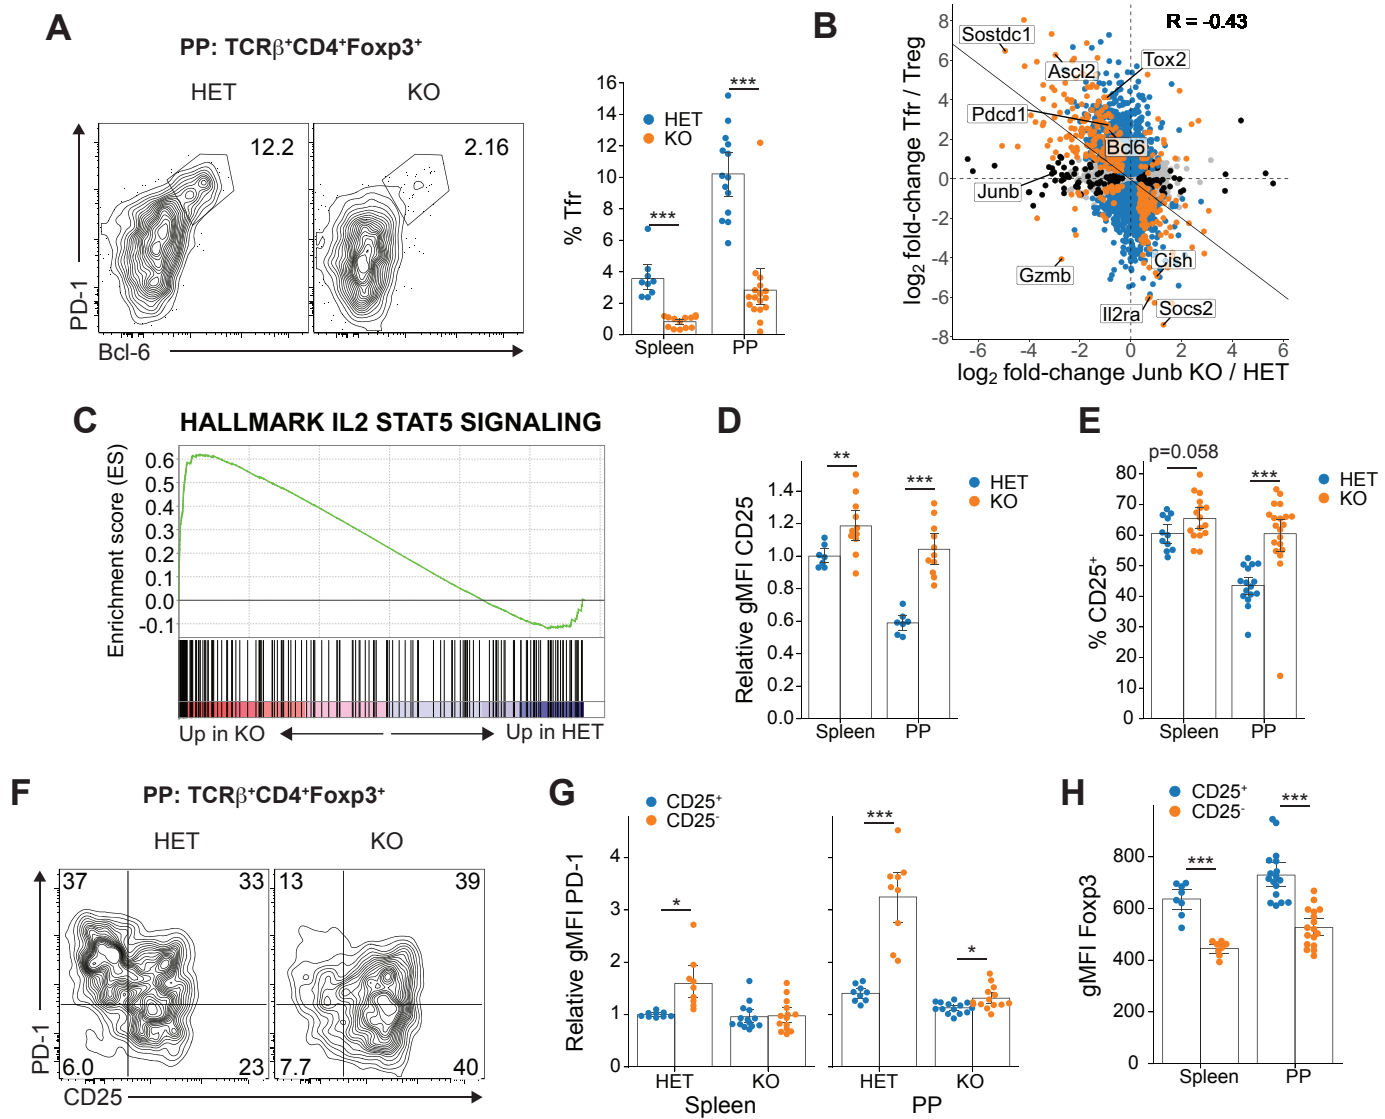 A
PP: TCRβ⁺CD4⁺Foxp3⁺
HET
KO
12.2
2.16
PD-1
Bcl-6
% Tfr
16
14
12
10
8
6
4
2
0
HET
KO
***
***
Spleen
PP
B
R = -0.43
log₂ fold-change Tfr / Treg
8
6
4
2
0
-2
-4
-6
-8
Sostdc1
Ascl2
Tox2
Pdcd1
Bcl6
Junb
Gzmb
Cish
Il2ra
Socs2
-6
-4
-2
0
2
4
6
log₂ fold-change Junb KO / HET
C
HALLMARK IL2 STAT5 SIGNALING
Enrichment score (ES)
0.6
0.5
0.4
0.3
0.2
0.1
0.0
-0.1
Up in KO
Up in HET
D
Relative gMFI CD25
1.4
1.2
1.0
0.8
0.6
0.4
0.2
0.0
**
***
HET
KO
Spleen
PP
E
% CD25⁺
80
70
60
50
40
30
20
10
0
p=0.058
***
HET
KO
Spleen
PP
F
PP: TCRβ⁺CD4⁺Foxp3⁺
HET
KO
37
33
6.0
23
13
39
7.7
40
PD-1
CD25
G
CD25⁺
CD25⁻
Relative gMFI PD-1
4
3
2
1
0
*
***
*
HET
KO
HET
KO
Spleen
PP
H
CD25⁺
CD25⁻
gMFI Foxp3
800
600
400
200
0
***
***
Spleen
PP